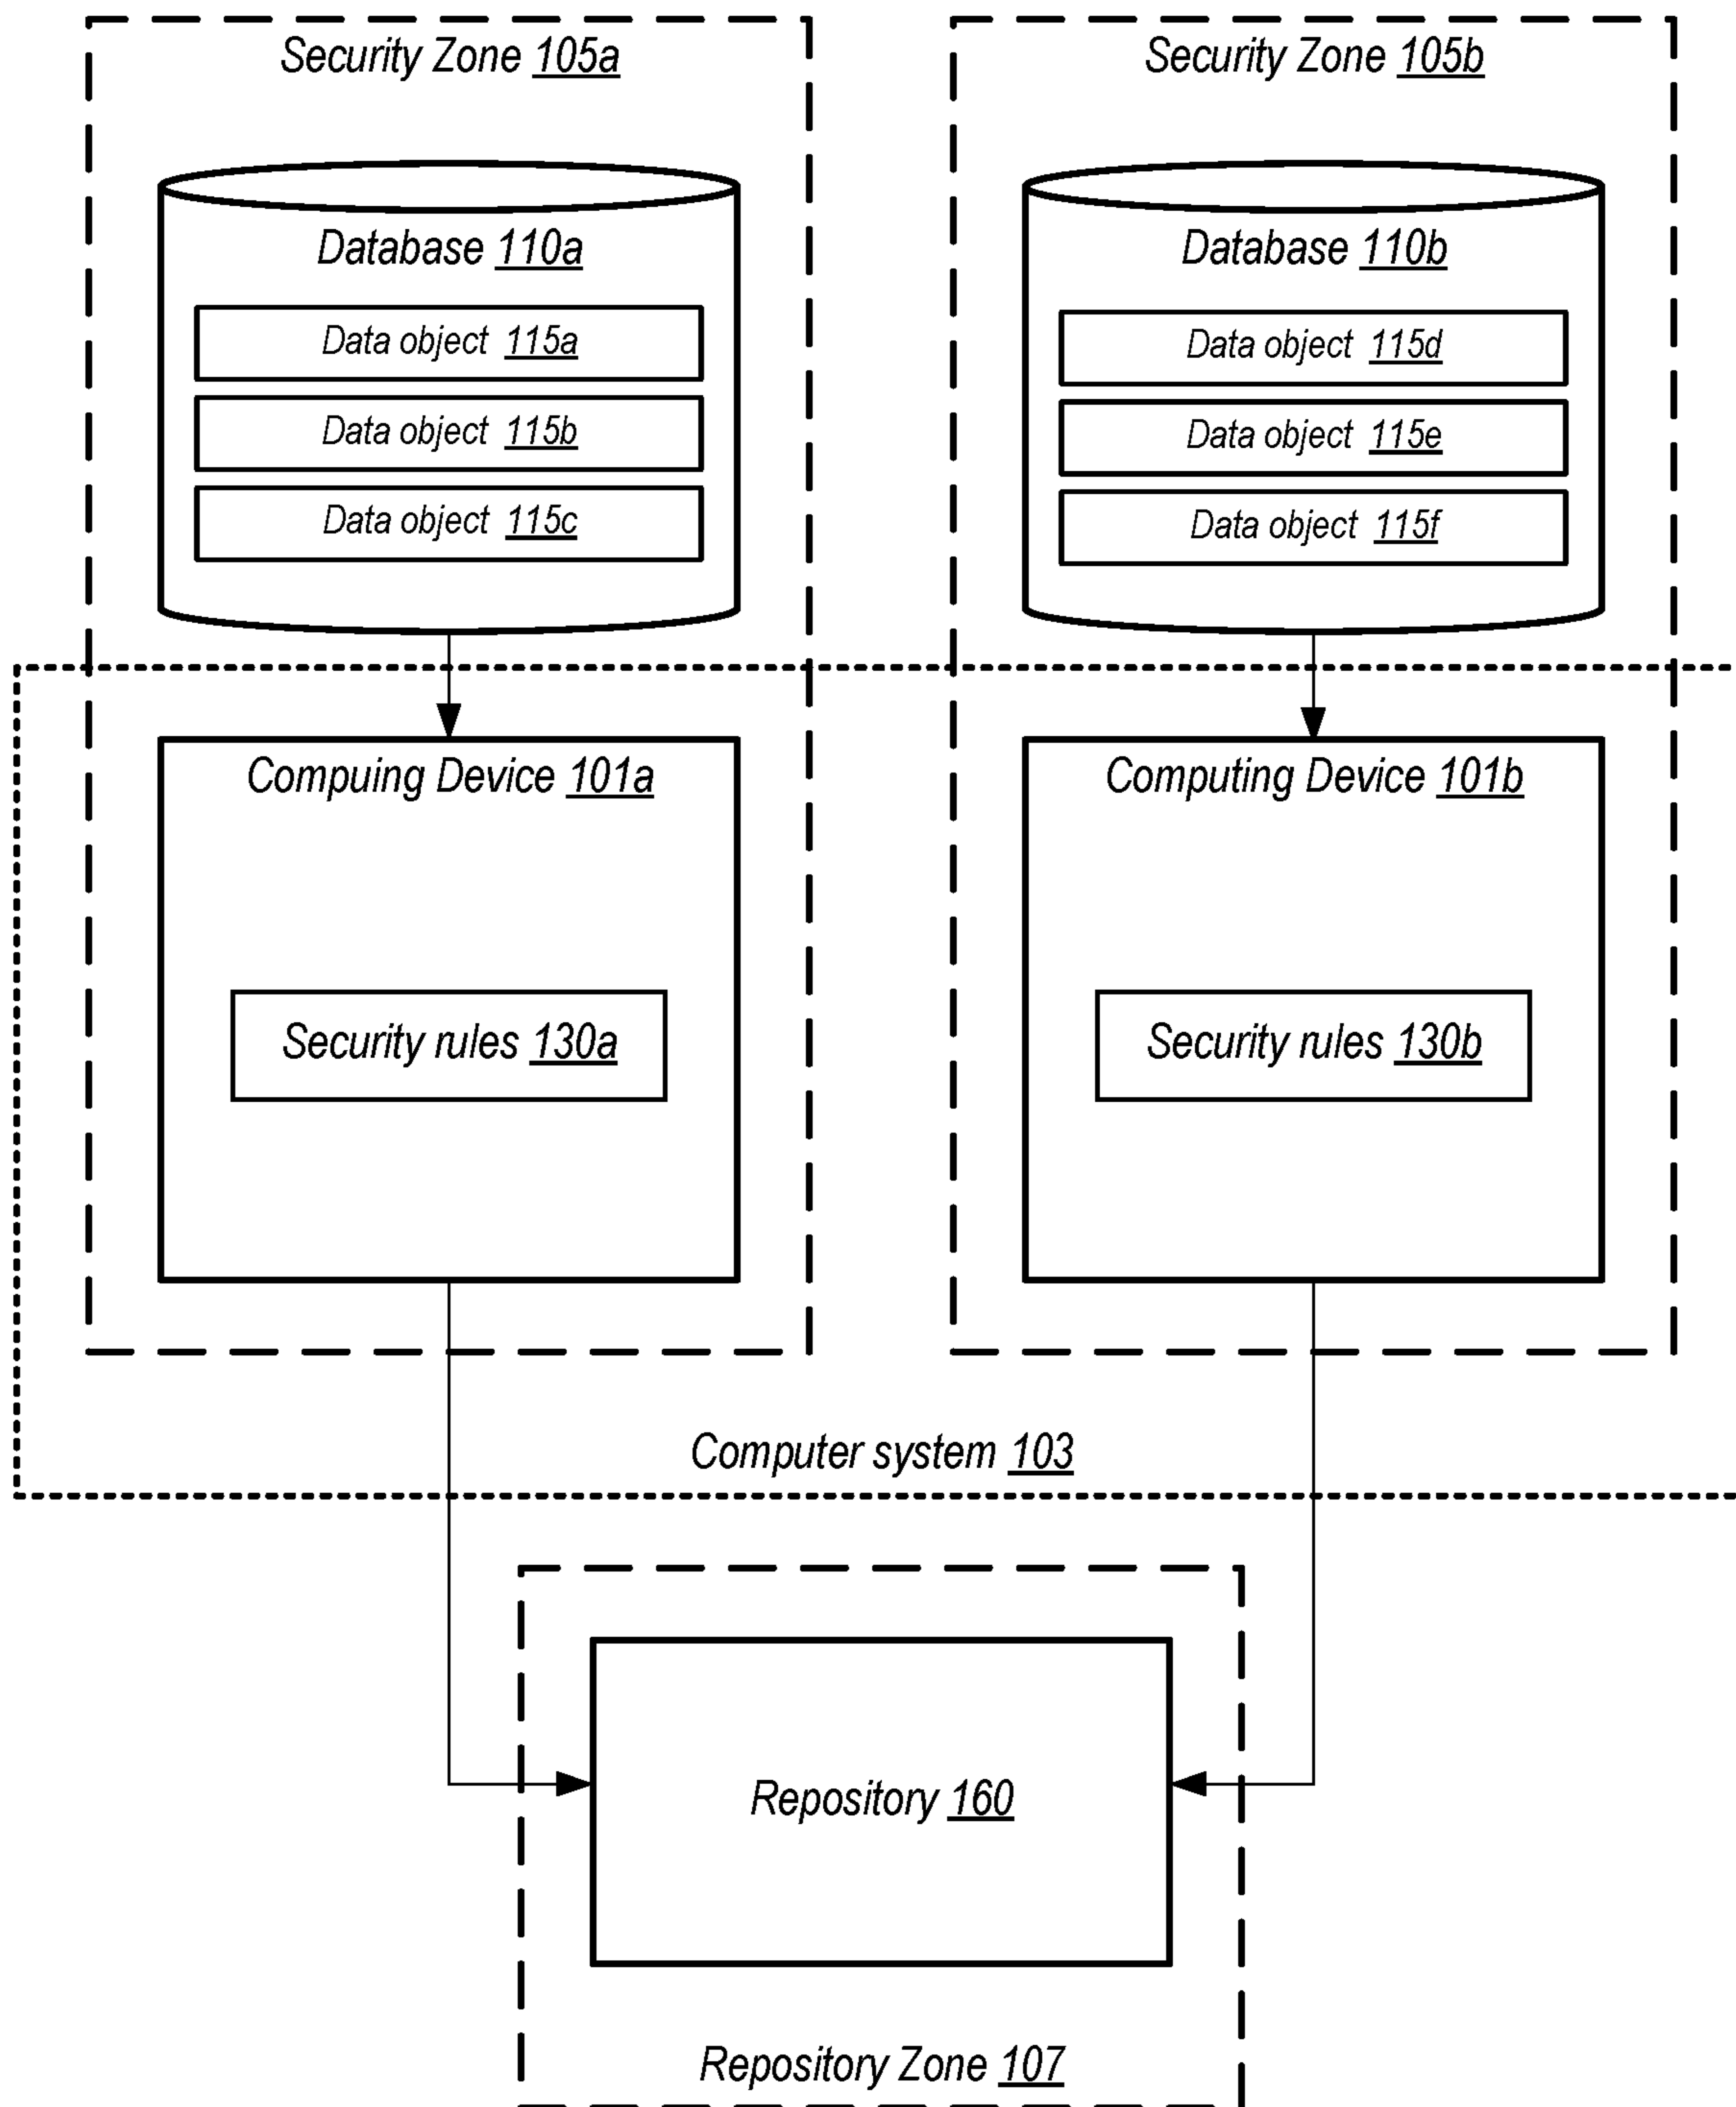 Security Zone 105a
Security Zone 105b
Database 110a
Data object 115a
Data object 115b
Data object 115c
Database 110b
Data object 115d
Data object 115e
Data object 115f
Compuing Device 101a
Security rules 130a
Computing Device 101b
Security rules 130b
Computer system 103
Repository 160
Repository Zone 107